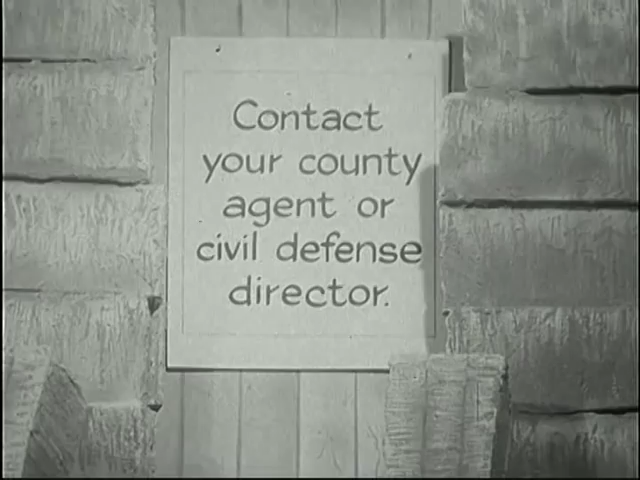 Contact
your county
agent or
civil defense
director.